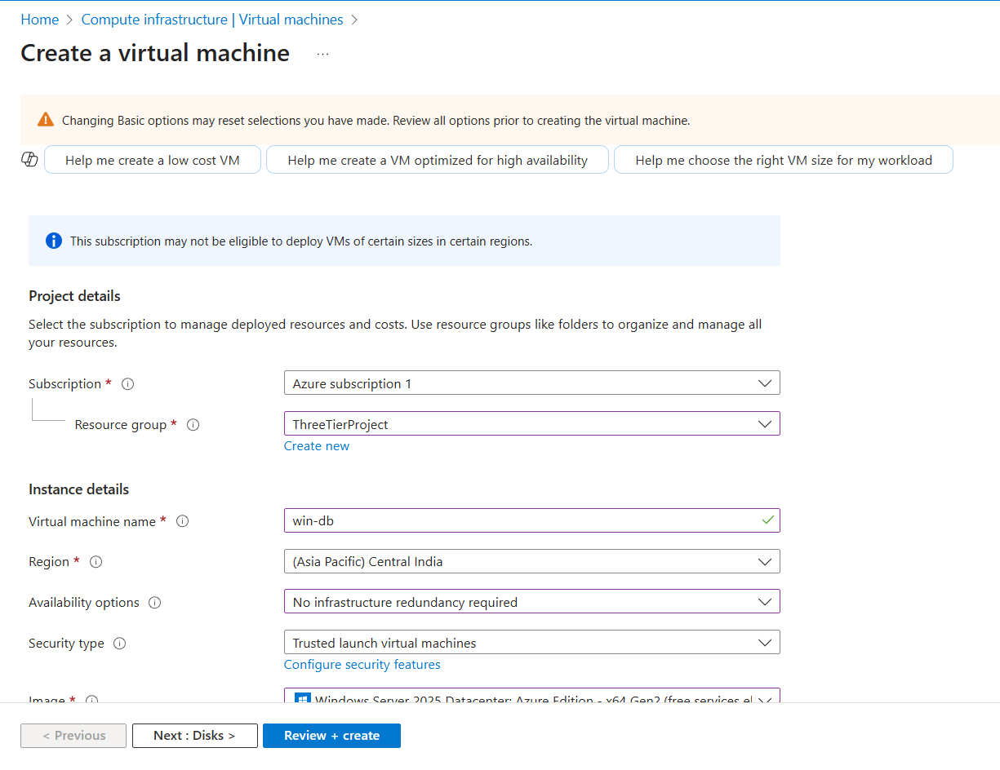 Home > Compute infrastructure | Virtual machines >
Create a virtual machine ...
Changing Basic options may reset selections you have made. Review all options prior to creating the virtual machine.
Help me create a low cost VM Help me create a VM optimized for high availability Help me choose the right VM size for my workload
This subscription may not be eligible to deploy VMs of certain sizes in certain regions.
Project details
Select the subscription to manage deployed resources and costs. Use resource groups like folders to organize and manage all
your resources.
Subscription * Azure subscription 1
Resource group * ThreeTierProject
Create new
Instance details
Virtual machine name * win-db
Region * (Asia Pacific) Central India
Availability options No infrastructure redundancy required
Security type Trusted launch virtual machines
Configure security features
Image * Windows Server 2025 Datacenter: Azure Edition - x64 Gen2 (free services el
< Previous Next : Disks > Review + create